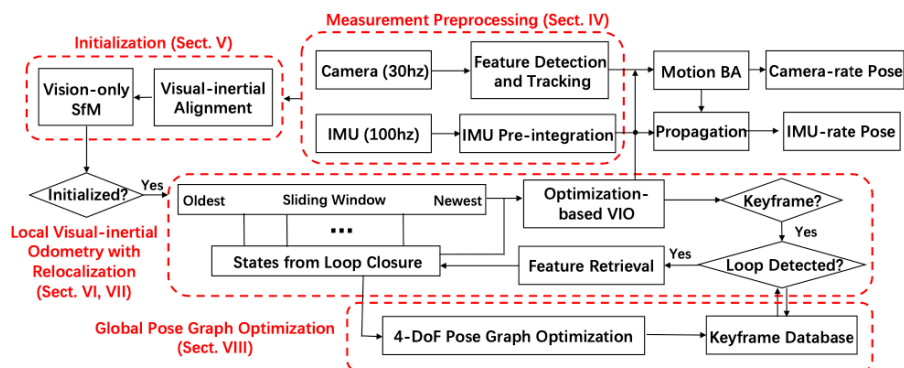 Measurement Preprocessing (Sect. IV)
Initialization (Sect. V)
Camera (30hz)
Feature Detection
and Tracking
Motion BA
Camera-rate Pose
Vision-only
SfM
Visual-inertial
Alignment
IMU (100hz)
IMU Pre-integration
Propagation
IMU-rate Pose
Initialized?
Yes
Oldest
Sliding Window
Newest
Optimization-
based VIO
Keyframe?
Local Visual-inertial
Odometry with
Relocalization
(Sect. VI, VII)
...
Yes
States from Loop Closure
Feature Retrieval
Yes
Loop Detected?
Global Pose Graph Optimization
(Sect. VIII)
4-DoF Pose Graph Optimization
Keyframe Database